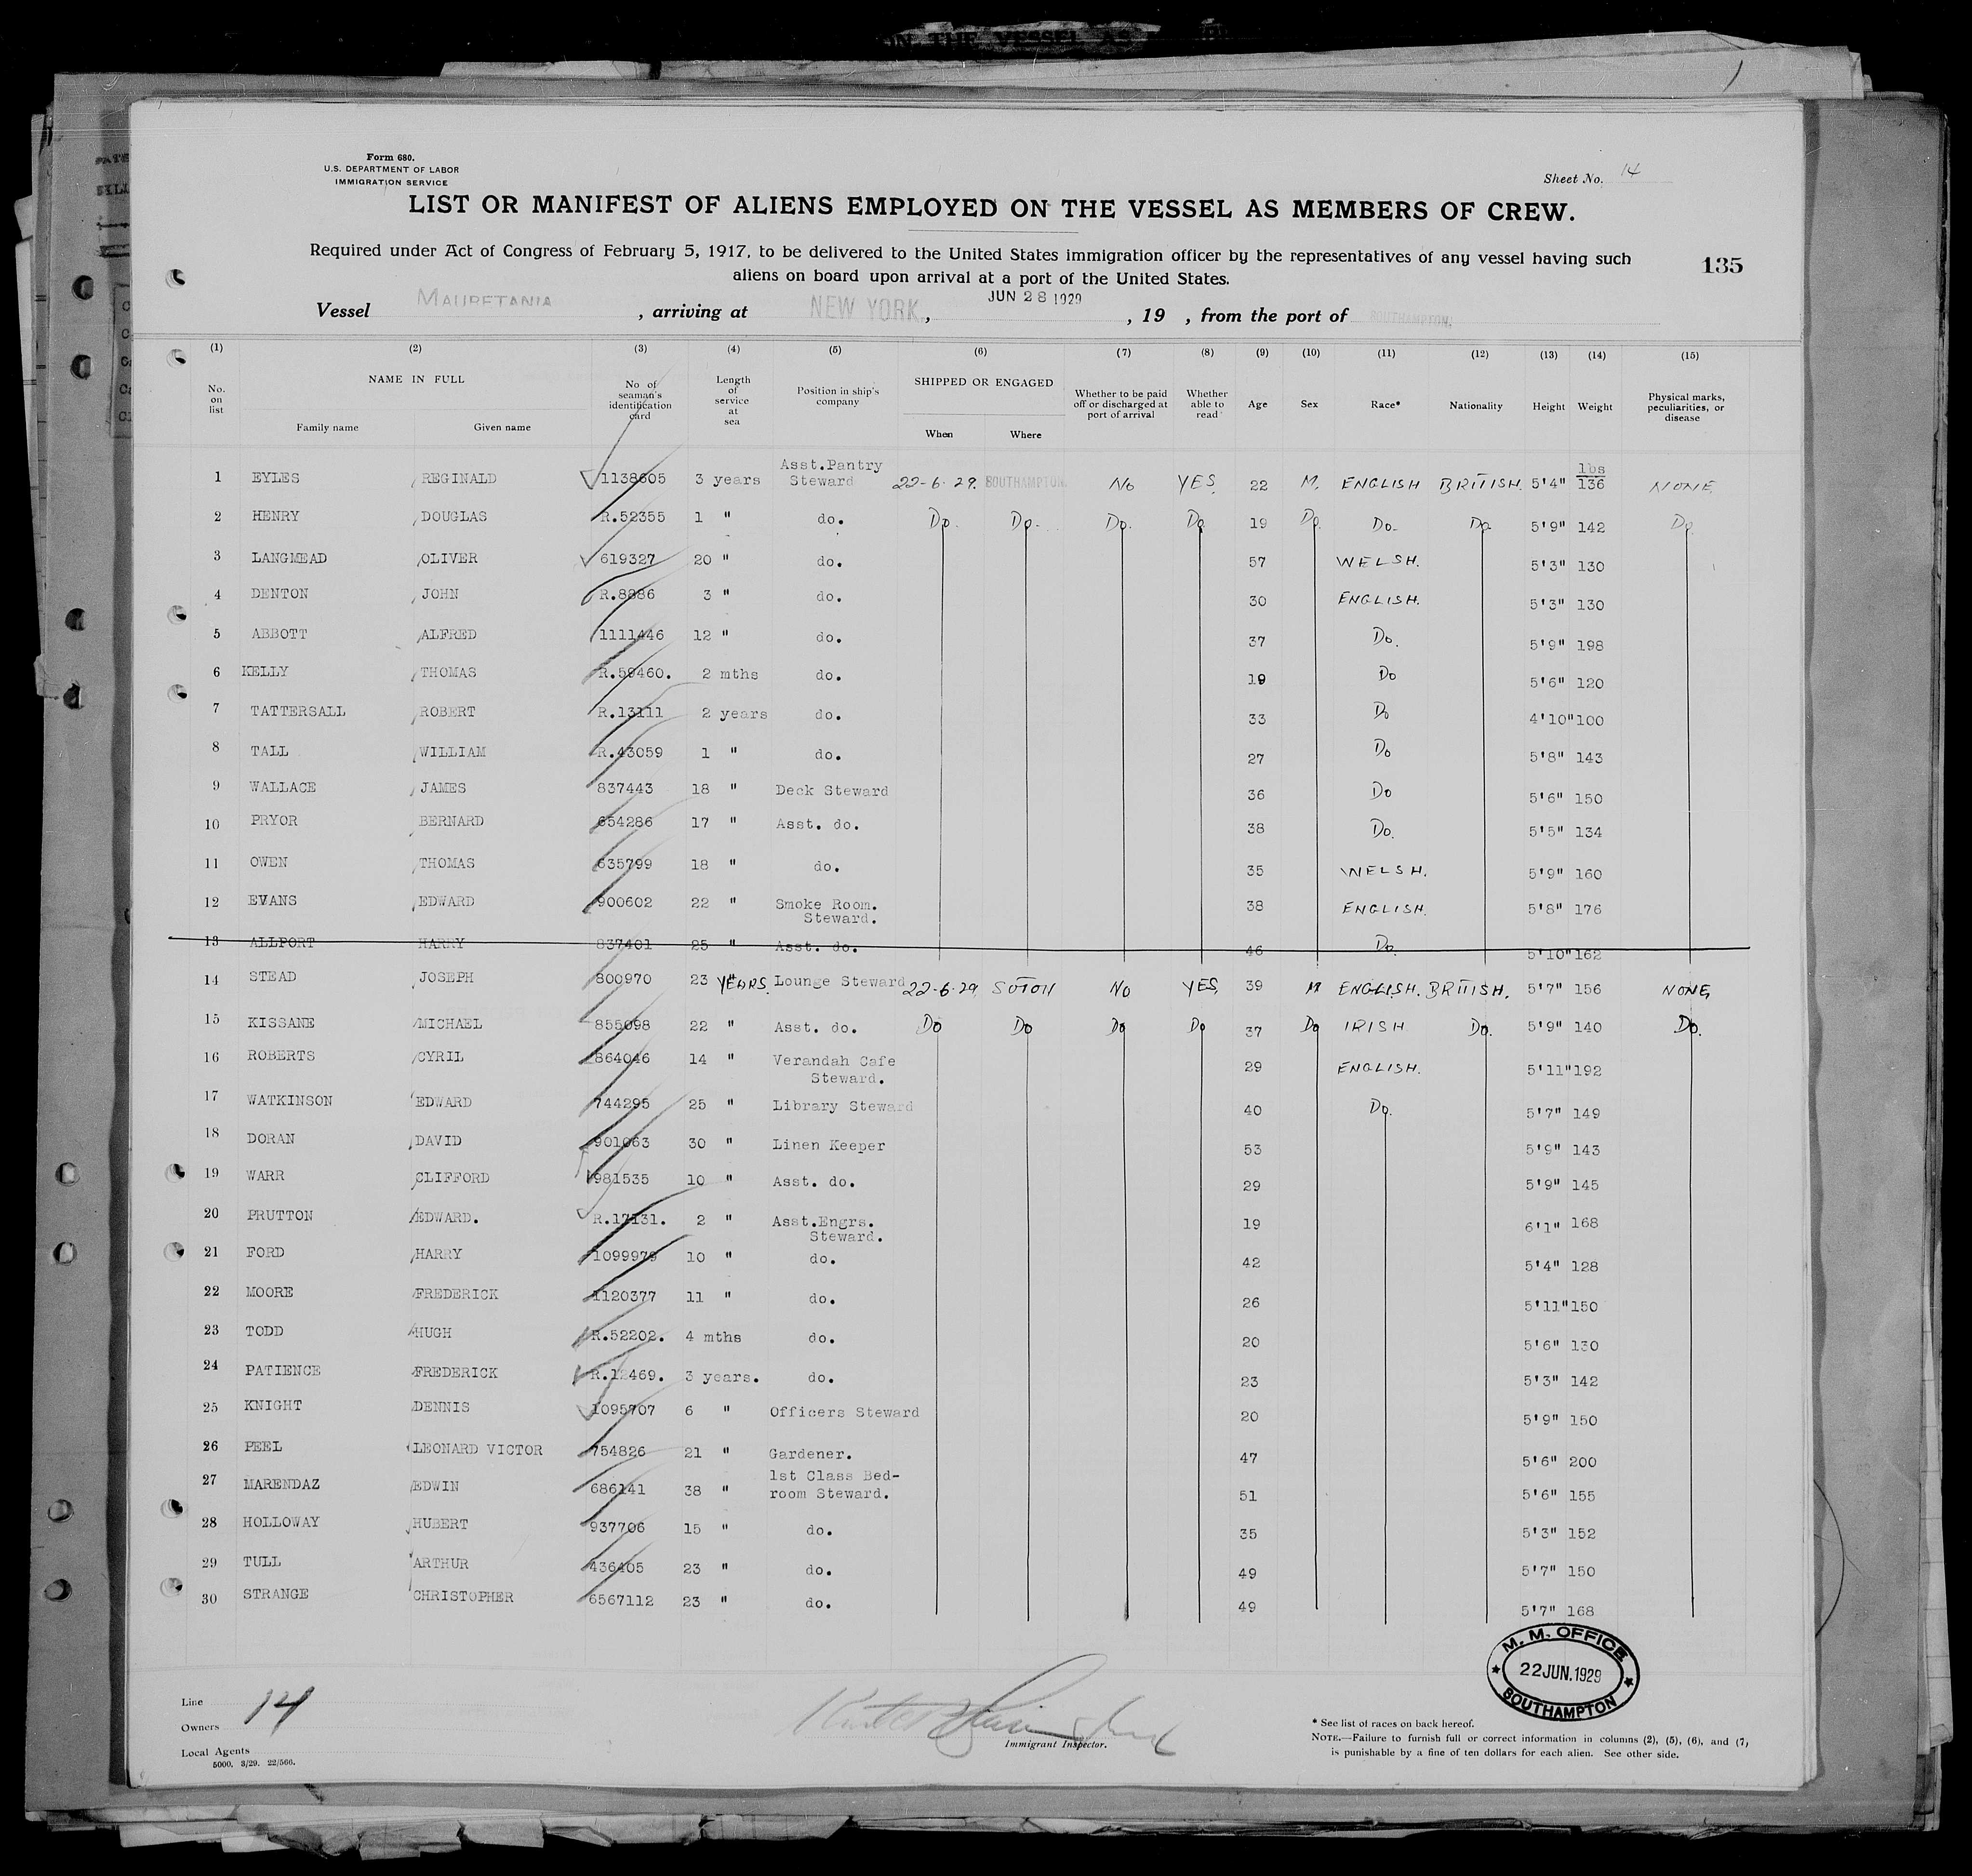 Form 680.
U.S. DEPARTMENT OF LABOR
IMMIGRATION SERVICE
Sheet No. 14
LIST OR MANIFEST OF ALIENS EMPLOYED ON THE VESSEL AS MEMBERS OF CREW.
Required under Act of Congress of February 5, 1917, to be delivered to the United States immigration officer by the representatives of any vessel having such
aliens on board upon arrival at a port of the United States.
135
Vessel MAURETANIA, arriving at NEW YORK, JUN 28 1929, 19 , from the port of SOUTHAMPTON.
(1) (2) (3) (4) (5) (6) (7) (8) (9) (10) (11) (12) (13) (14) (15)
No. on list NAME IN FULL Family name Given name No of seaman's identification card Length of service at sea Position in ship's company SHIPPED OR ENGAGED When Where Whether to be paid off or discharged at port of arrival Whether able to read Age Sex Race* Nationality Height Weight Physical marks, peculiarities, or disease
1 EYLES REGINALD 1138605 3 years Asst.Pantry Steward 22-6-29. SOUTHAMPTON. No YES. 22 M. ENGLISH BRITISH. 5'4" lbs 136 NONE
2 HENRY DOUGLAS R.52355 1 " do. Do. Do. Do. Do 19 Do. Do. Do 5'9" 142 Do
3 LANGMEAD OLIVER 619327 20 " do. 57 WELSH. 5'3" 130
4 DENTON JOHN R.8886 3 " do. 30 ENGLISH. 5'3" 130
5 ABBOTT ALFRED 1111446 12 " do. 37 Do. 5'9" 198
6 KELLY THOMAS R.59460. 2 mths do. 19 Do 5'6" 120
7 TATTERSALL ROBERT R.13111 2 years do. 33 Do 4'10" 100
8 TALL WILLIAM R.43059 1 " do. 27 Do 5'8" 143
9 WALLACE JAMES 837443 18 " Deck Steward 36 Do 5'6" 150
10 PRYOR BERNARD 654286 17 " Asst. do. 38 Do. 5'5" 134
11 OWEN THOMAS 635799 18 " do. 35 WELSH. 5'9" 160
12 EVANS EDWARD 900602 22 " Smoke Room. Steward. 38 ENGLISH. 5'8" 176
13 ALLPORT HARRY 837401 25 " Asst. do. 46 Do. 5'10" 162
14 STEAD JOSEPH 800970 23 YEARS. Lounge Steward 22-6-29. SOTON No YES. 39 M ENGLISH. BRITISH. 5'7" 156 NONE
15 KISSANE MICHAEL 855098 22 " Asst. do. Do Do Do Do 37 Do IRISH Do. 5'9" 140 Do.
16 ROBERTS CYRIL 864046 14 " Verandah Cafe Steward. 29 ENGLISH. 5'11" 192
17 WATKINSON EDWARD 744295 25 " Library Steward 40 Do. 5'7" 149
18 DORAN DAVID 901063 30 " Linen Keeper 53 5'9" 143
19 WARR CLIFFORD 981535 10 " Asst. do. 29 5'9" 145
20 PRUTTON EDWARD. R.17131. 2 " Asst.Engrs. Steward. 19 6'1" 168
21 FORD HARRY 1099979 10 " do. 42 5'4" 128
22 MOORE FREDERICK 1120377 11 " do. 26 5'11" 150
23 TODD HUGH R.52202. 4 mths do. 20 5'6" 130
24 PATIENCE FREDERICK 3 years. do. 23 5'3" 142
25 KNIGHT DENNIS 1095707 6 " Officers Steward 20 5'9" 150
26 PEEL LEONARD VICTOR 754826 21 " Gardener. 47 5'6" 200
27 MARENDAZ EDWIN 686141 38 " 1st Class Bed-room Steward. 51 5'6" 155
28 HOLLOWAY HUBERT 937706 15 " do. 35 5'3" 152
29 TULL ARTHUR 436405 23 " do. 49 5'7" 150
30 STRANGE CHRISTOPHER 6567112 23 " do. 49 5'7" 168
M. M. OFFICE
22 JUN. 1929
SOUTHAMPTON
Line 14
Owners
Local Agents
5000. 3/29. 22/566.
Immigrant Inspector.
* See list of races on back hereof.
NOTE.—Failure to furnish full or correct information in columns (2), (5), (6), and (7)
is punishable by a fine of ten dollars for each alien. See other side.